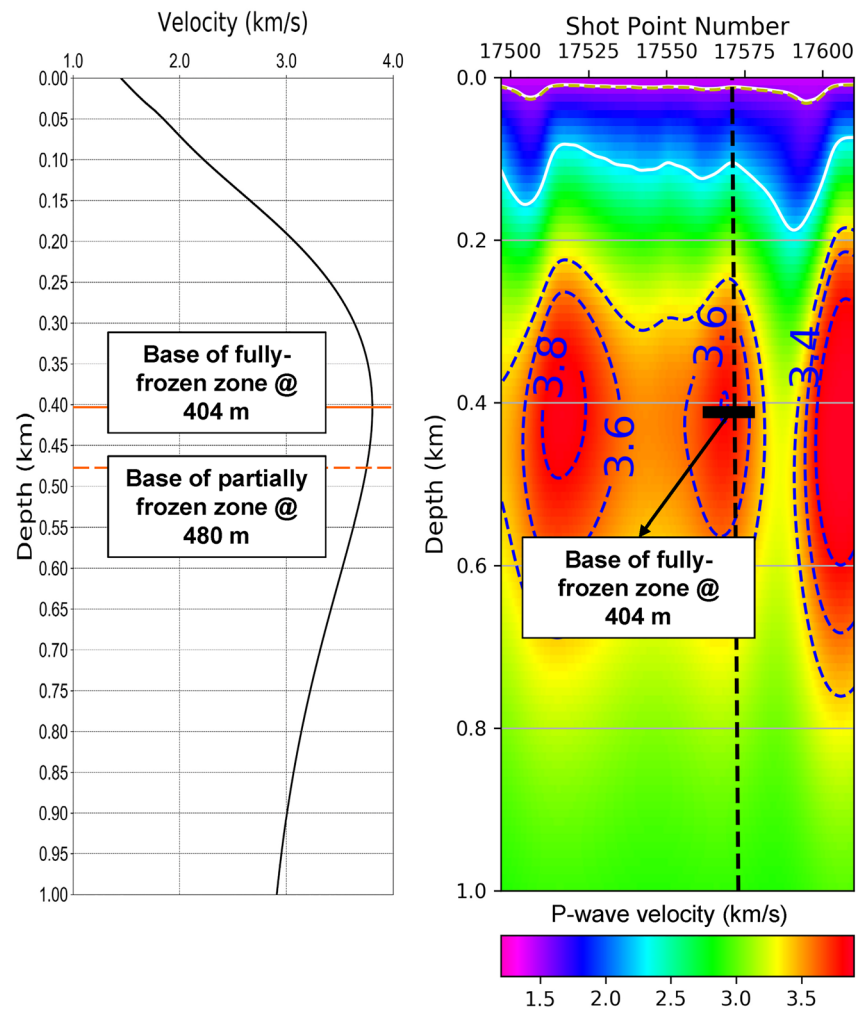 Velocity (km/s)
1.0 2.0 3.0 4.0
0.00
0.05
0.10
0.15
0.20
0.25
0.30
0.35
0.40
0.45
0.50
0.55
0.60
0.65
0.70
0.75
0.80
0.85
0.90
0.95
1.00
Depth (km)
Base of fully-
frozen zone @
404 m
Base of partially
frozen zone @
480 m
Shot Point Number
17500 17525 17550 17575 17600
0.0
0.2
0.4
0.6
0.8
1.0
Depth (km)
3.8
3.6
3.6
3.4
Base of fully-
frozen zone @
404 m
P-wave velocity (km/s)
1.5 2.0 2.5 3.0 3.5